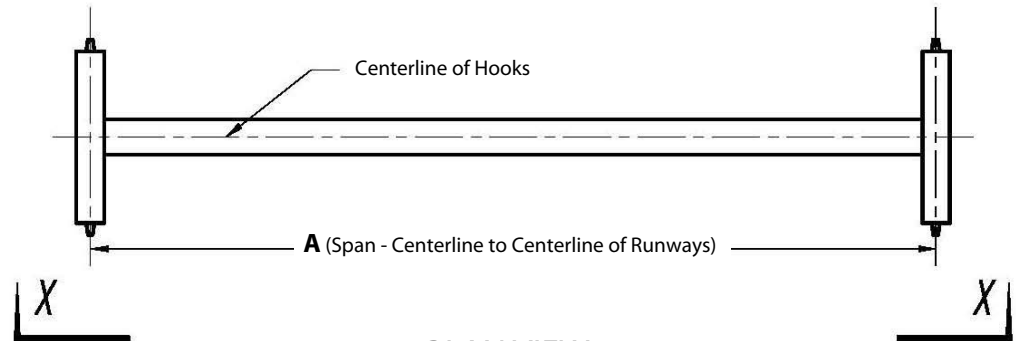 Centerline of Hooks
A (Span - Centerline to Centerline of Runways)
X X